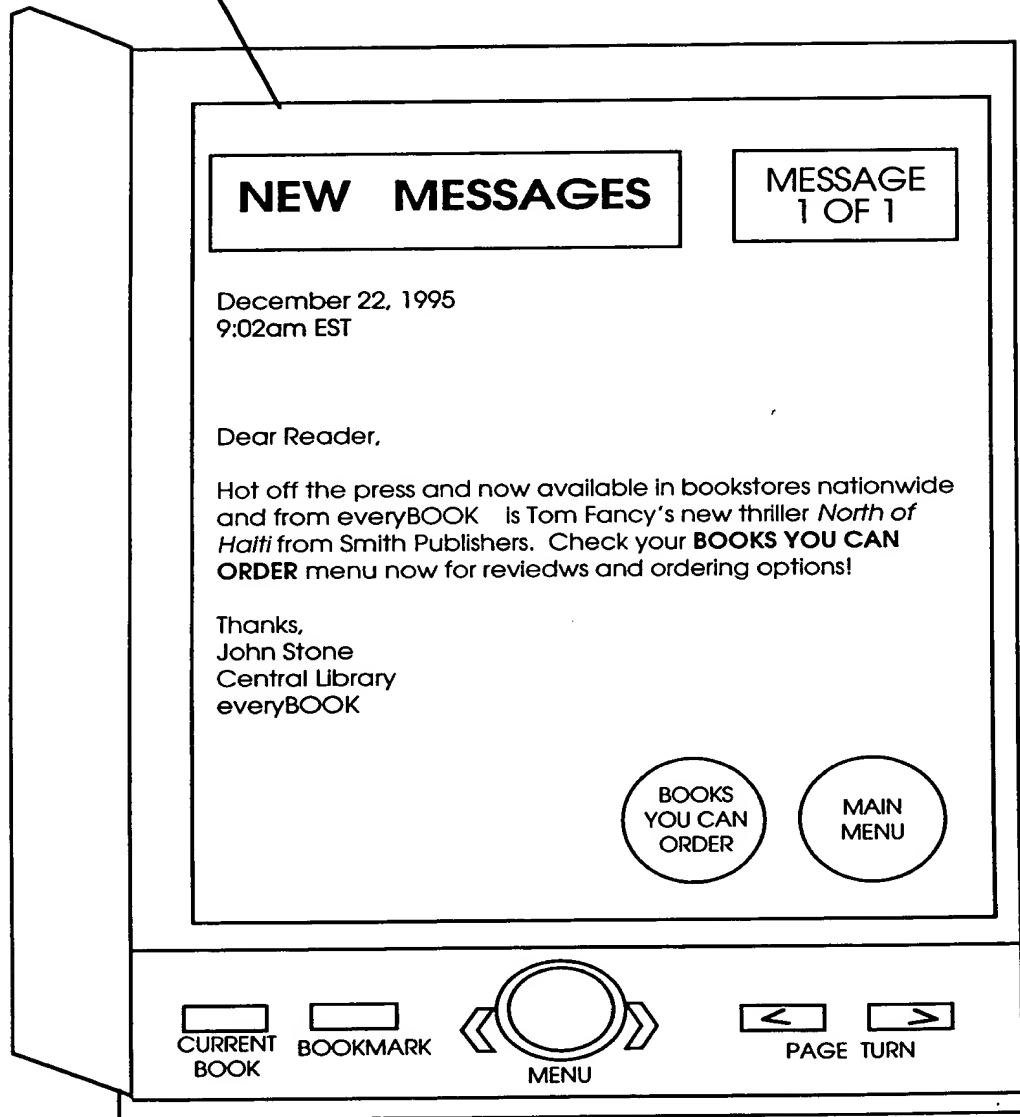 NEW MESSAGES
MESSAGE
1 OF 1
December 22, 1995
9:02am EST
Dear Reader,
Hot off the press and now available in bookstores nationwide
and from everyBOOK is Tom Fancy's new thriller North of
Haiti from Smith Publishers. Check your BOOKS YOU CAN
ORDER menu now for reviedws and ordering options!
Thanks,
John Stone
Central Library
everyBOOK
BOOKS
YOU CAN
ORDER
MAIN
MENU
CURRENT
BOOK
BOOKMARK
MENU
< >
PAGE TURN